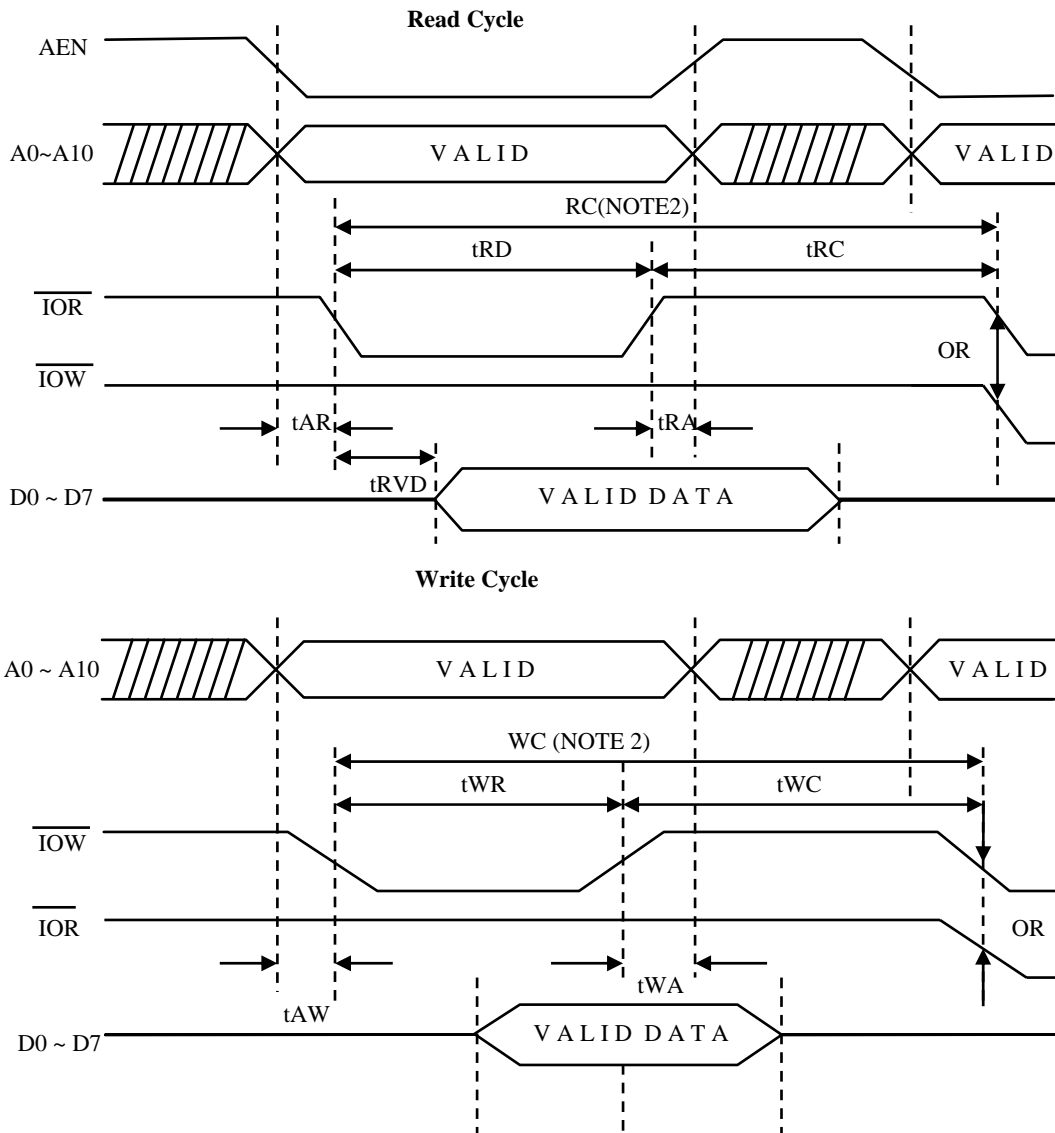 Read Cycle
AEN
A0~A10
V A L I D
V A L I D
RC(NOTE2)
tRD
tRC
IOR
OR
IOW
tAR
tRA
tRVD
D0 ~ D7
V A L I D D A T A
Write Cycle
A0 ~ A10
V A L I D
V A L I D
WC (NOTE 2)
tWR
tWC
IOW
IOR
OR
tWA
tAW
D0 ~ D7
V A L I D D A T A